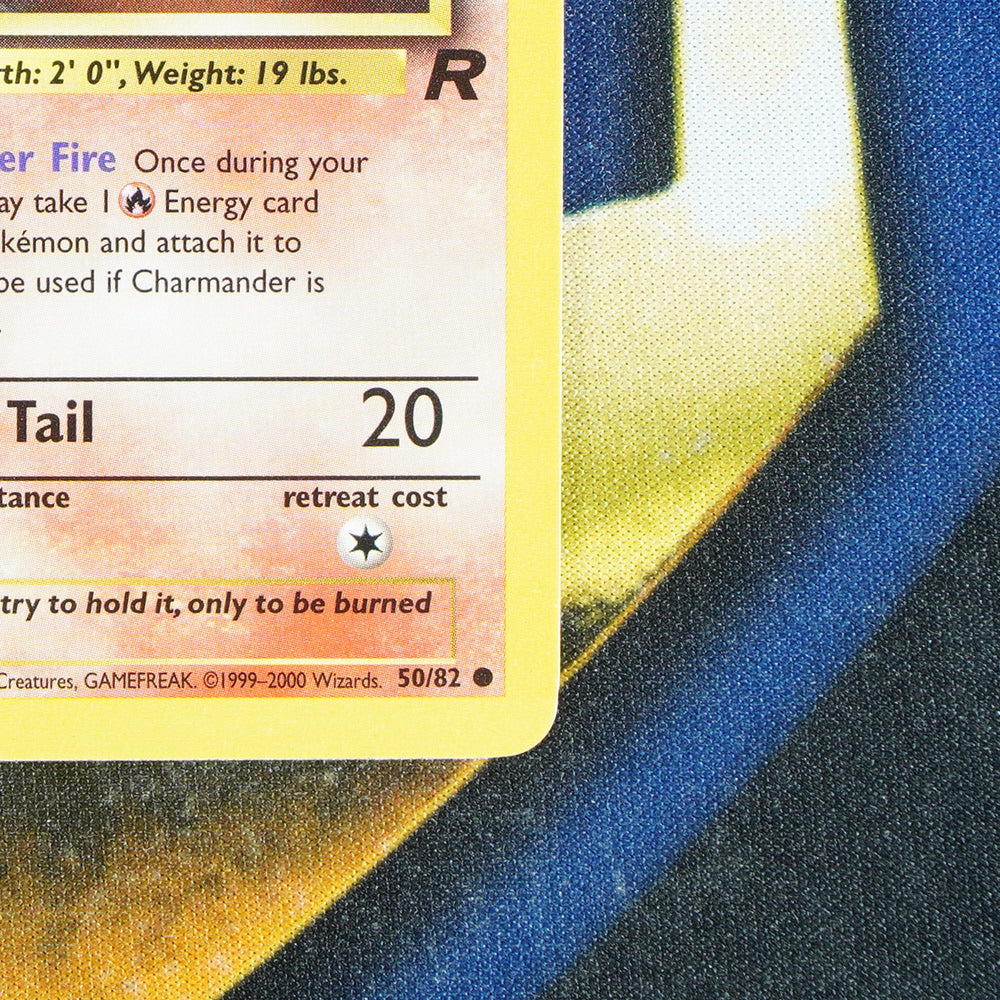 th: 2' 0", Weight: 19 lbs. R
er Fire Once during your
ay take 1 Energy card
kémon and attach it to
be used if Charmander is
.
Tail 20
tance retreat cost
try to hold it, only to be burned
Creatures, GAMEFREAK. ©1999–2000 Wizards. 50/82 ●